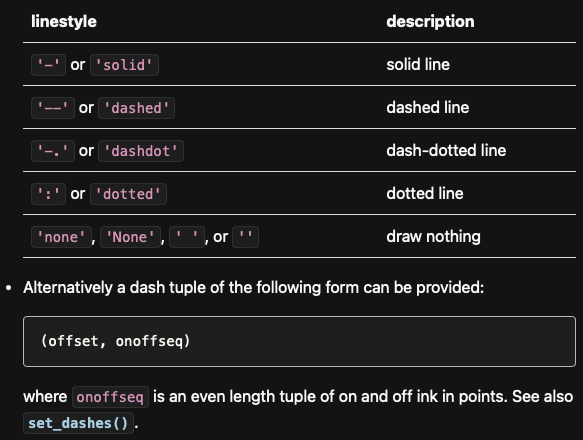 linestyle description
'-' or 'solid' solid line
'--' or 'dashed' dashed line
'-.' or 'dashdot' dash-dotted line
':' or 'dotted' dotted line
'none', 'None', ' ', or '' draw nothing
• Alternatively a dash tuple of the following form can be provided:
(offset, onoffseq)
where onoffseq is an even length tuple of on and off ink in points. See also
set_dashes().